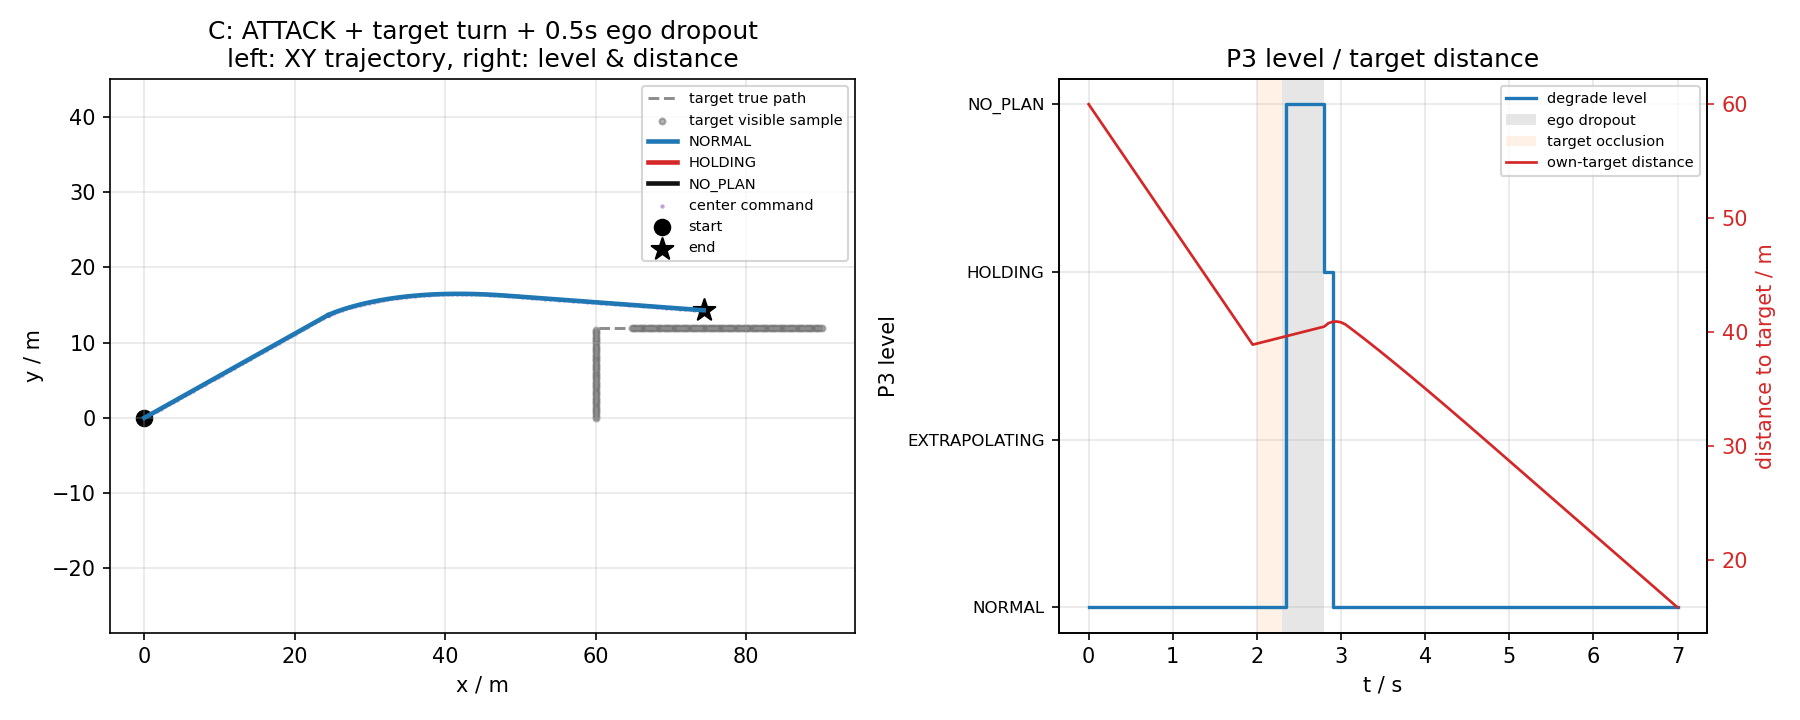 C: ATTACK + target turn + 0.5s ego dropout
left: XY trajectory, right: level & distance
y / m
40
30
20
10
0
−10
−20
0
20
40
60
80
x / m
target true path
target visible sample
NORMAL
HOLDING
NO_PLAN
center command
start
end
P3 level / target distance
P3 level
NO_PLAN
HOLDING
EXTRAPOLATING
NORMAL
0
1
2
3
4
5
6
7
t / s
degrade level
ego dropout
target occlusion
own-target distance
60
50
40
30
20
distance to target / m